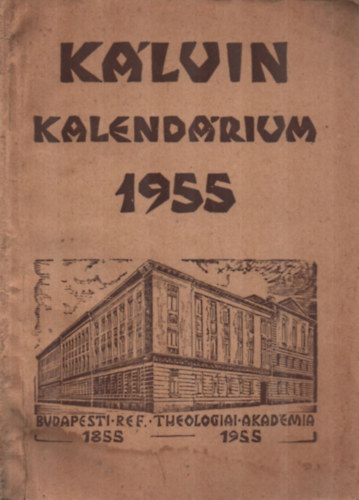 KÁLVIN
KALENDÁRIUM
1955
BUDAPESTI·REF.·THEOLOGIAI·AKADÉMIA
1855 — 1955